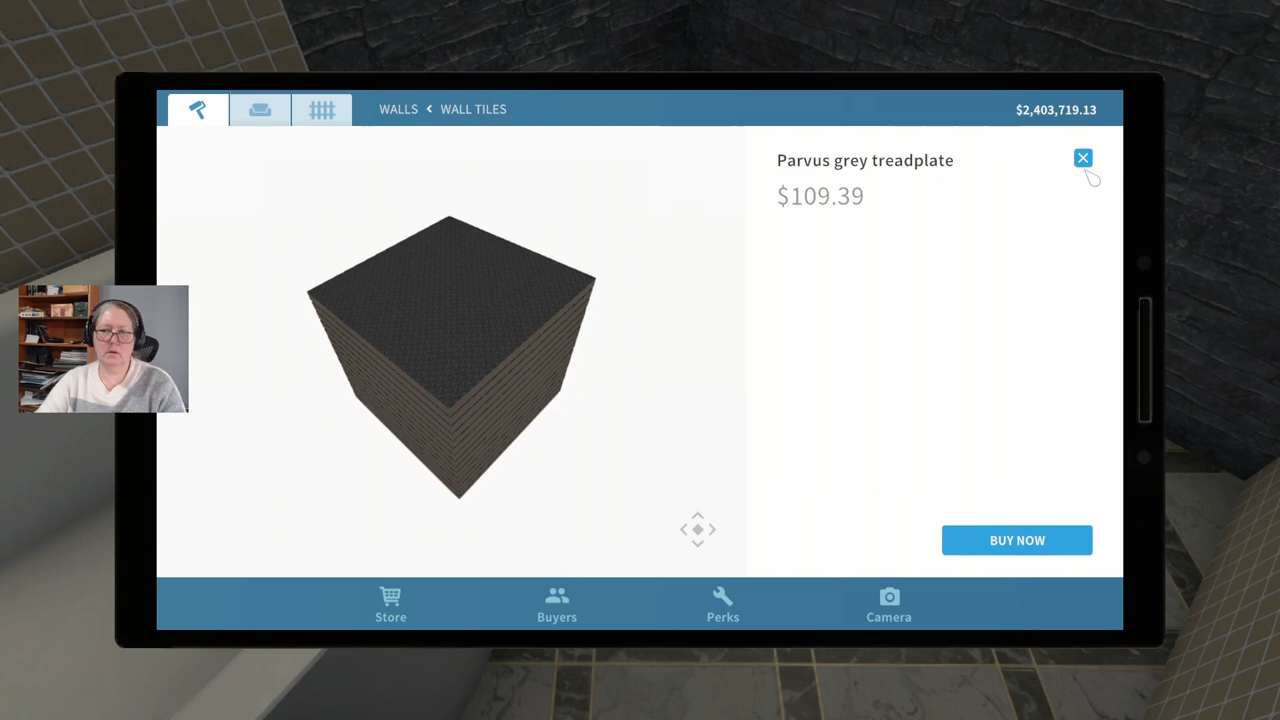 WALLS < WALL TILES
$2,403,719.13
Parvus grey treadplate
$109.39
BUY NOW
Store
Buyers
Perks
Camera